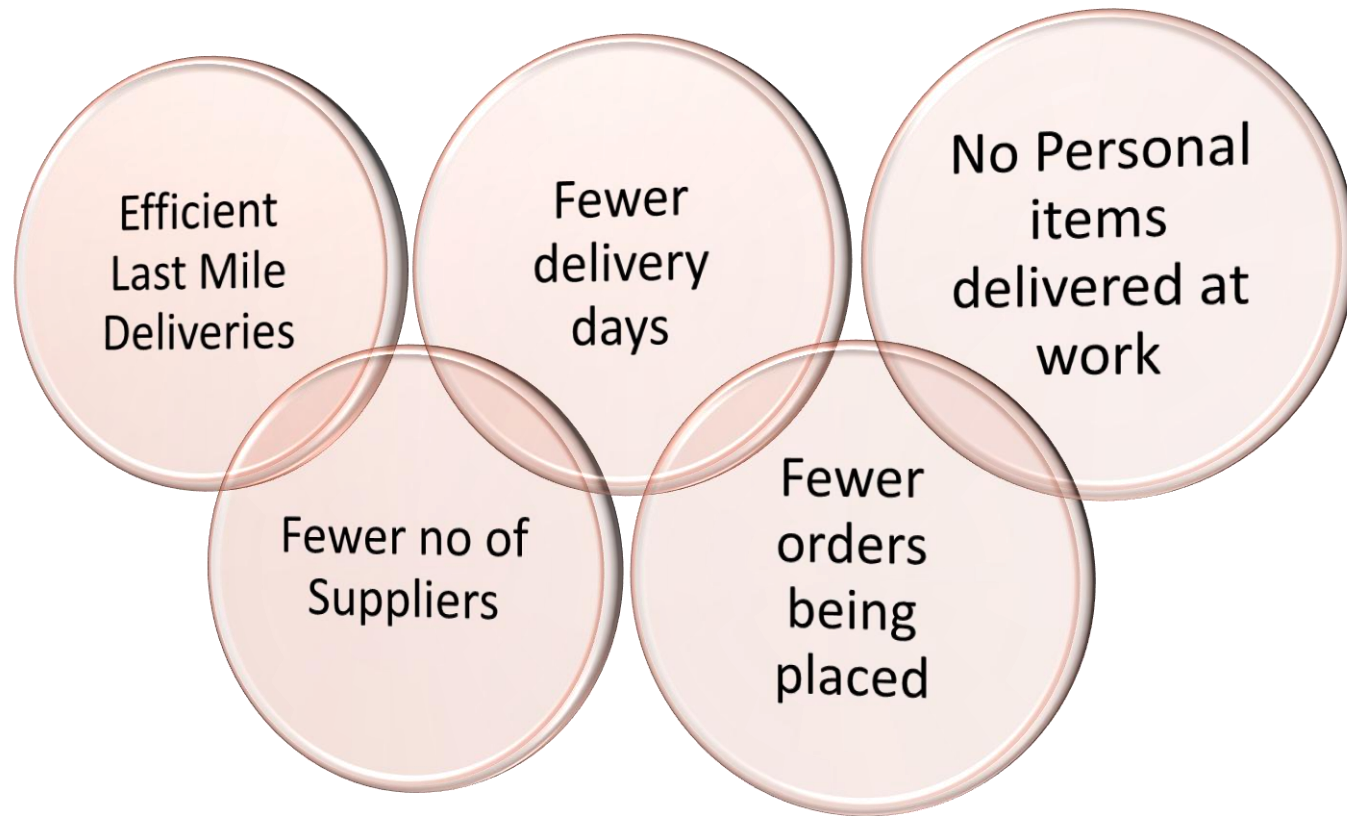 Efficient
Last Mile
Deliveries
Fewer no of
Suppliers
Fewer
delivery
days
Fewer
orders
being
placed
No Personal
items
delivered at
work